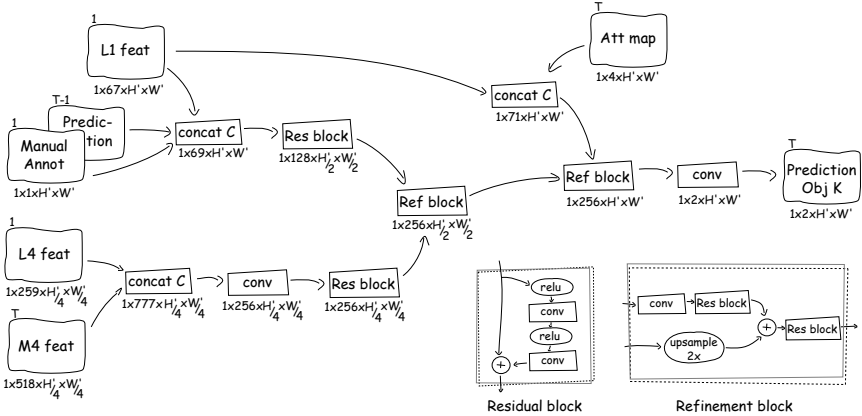 1
L1 feat
1x67xH'xW'
T
Att map
1x4xH'xW'
T-1
Predic-
tion
1
Manual
Annot
1x1xH'xW'
concat C
1x69xH'xW'
Res block
1x128xH'/2xW'/2
concat C
1x71xH'xW'
Ref block
1x256xH'/2xW'/2
Ref block
1x256xH'xW'
conv
1x2xH'xW'
T
Prediction
Obj K
1x2xH'xW'
1
L4 feat
1x259xH'/4xW'/4
T
M4 feat
1x518xH'/4xW'/4
concat C
1x777xH'/4xW'/4
conv
1x256xH'/4xW'/4
Res block
1x256xH'/4xW'/4
relu
conv
relu
conv
+
Residual block
conv
Res block
upsample
2x
+
Res block
Refinement block